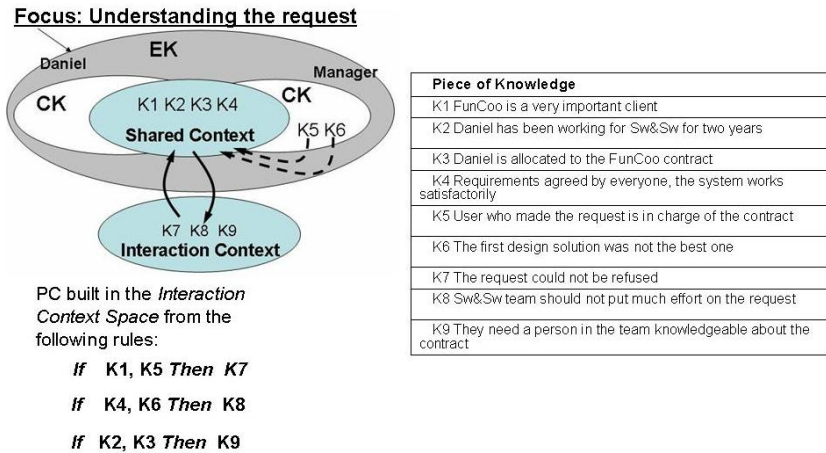 Focus: Understanding the request
EK
Daniel
Manager
CK
CK
K1 K2 K3 K4
Shared Context
K5 K6
K7 K8 K9
Interaction Context
PC built in the Interaction
Context Space from the
following rules:
If K1, K5 Then K7
If K4, K6 Then K8
If K2, K3 Then K9
Piece of Knowledge
K1 FunCoo is a very important client
K2 Daniel has been working for Sw&Sw for two years
K3 Daniel is allocated to the FunCoo contract
K4 Requirements agreed by everyone, the system works
satisfactorily
K5 User who made the request is in charge of the contract
K6 The first design solution was not the best one
K7 The request could not be refused
K8 Sw&Sw team should not put much effort on the request
K9 They need a person in the team knowledgeable about the
contract